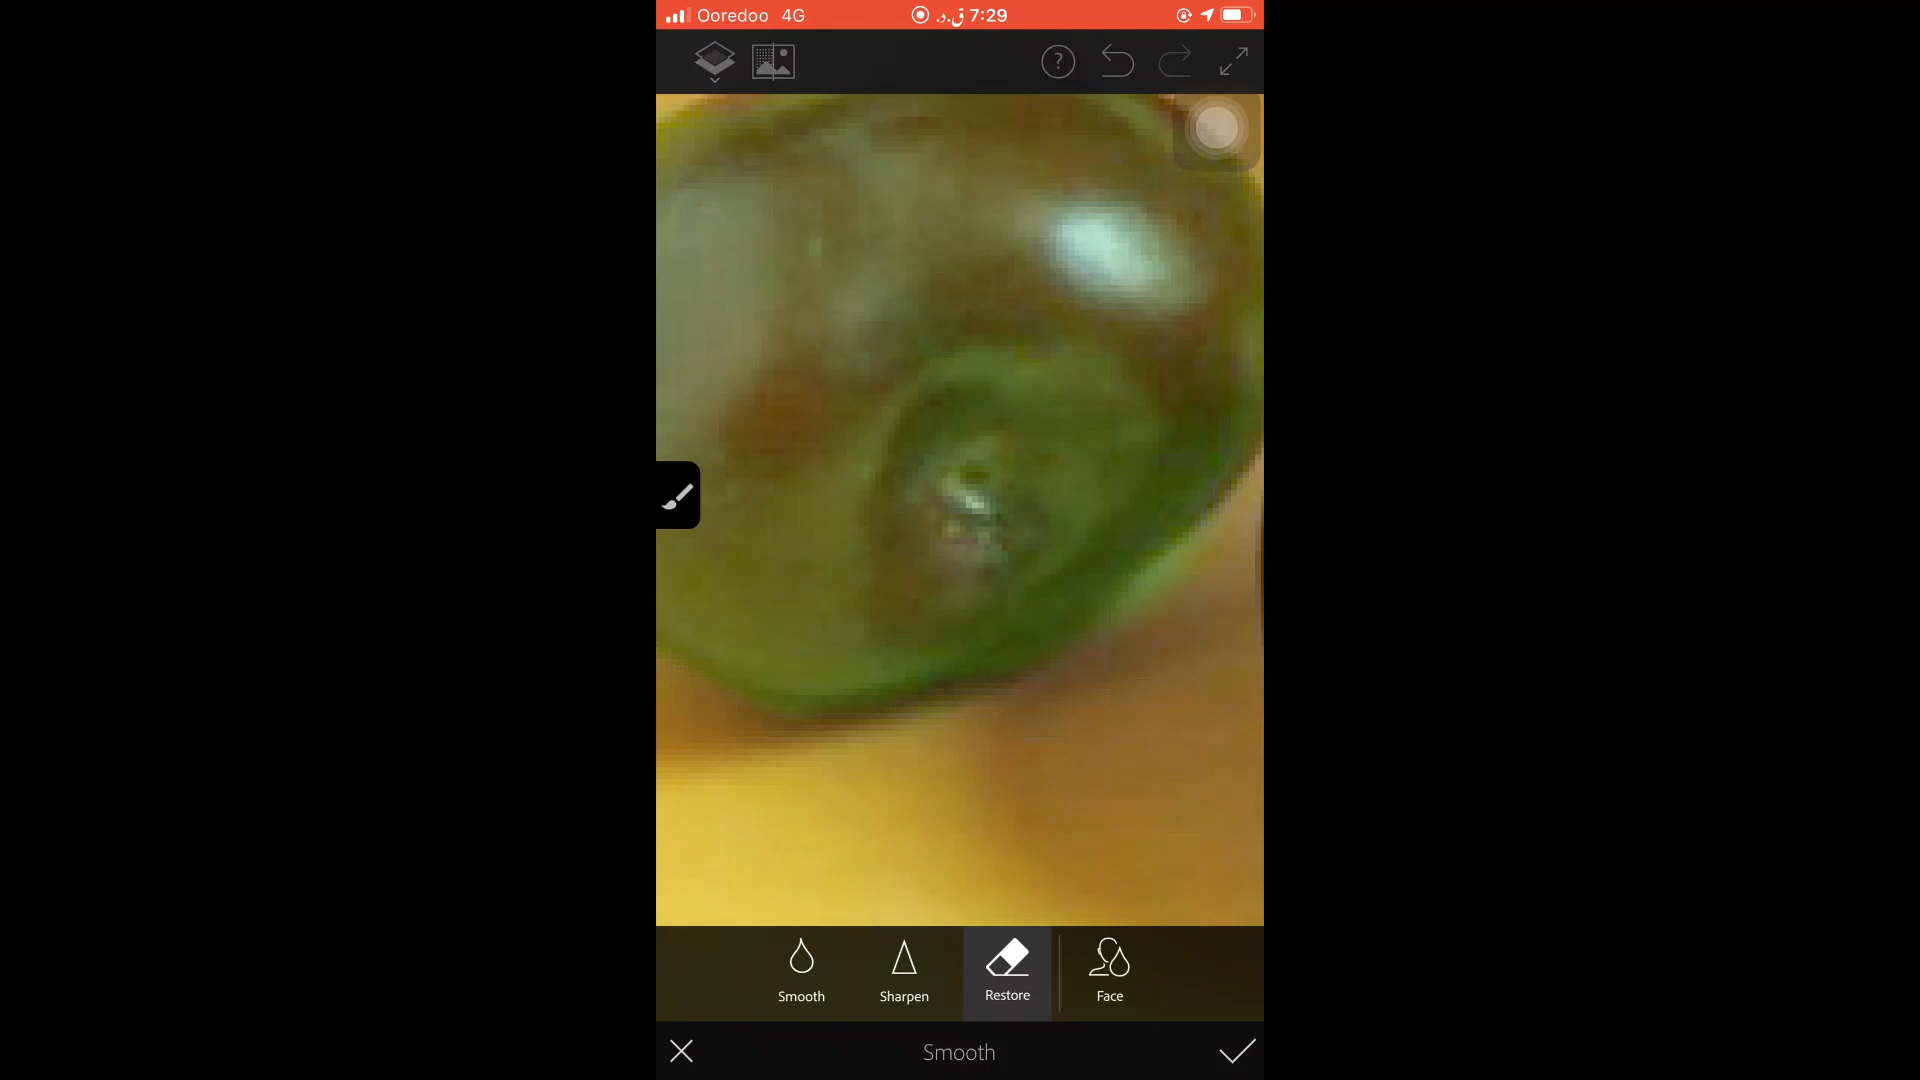 Ooredoo 4G
7:29 ق.د.
?
Smooth
Sharpen
Restore
Face
Smooth